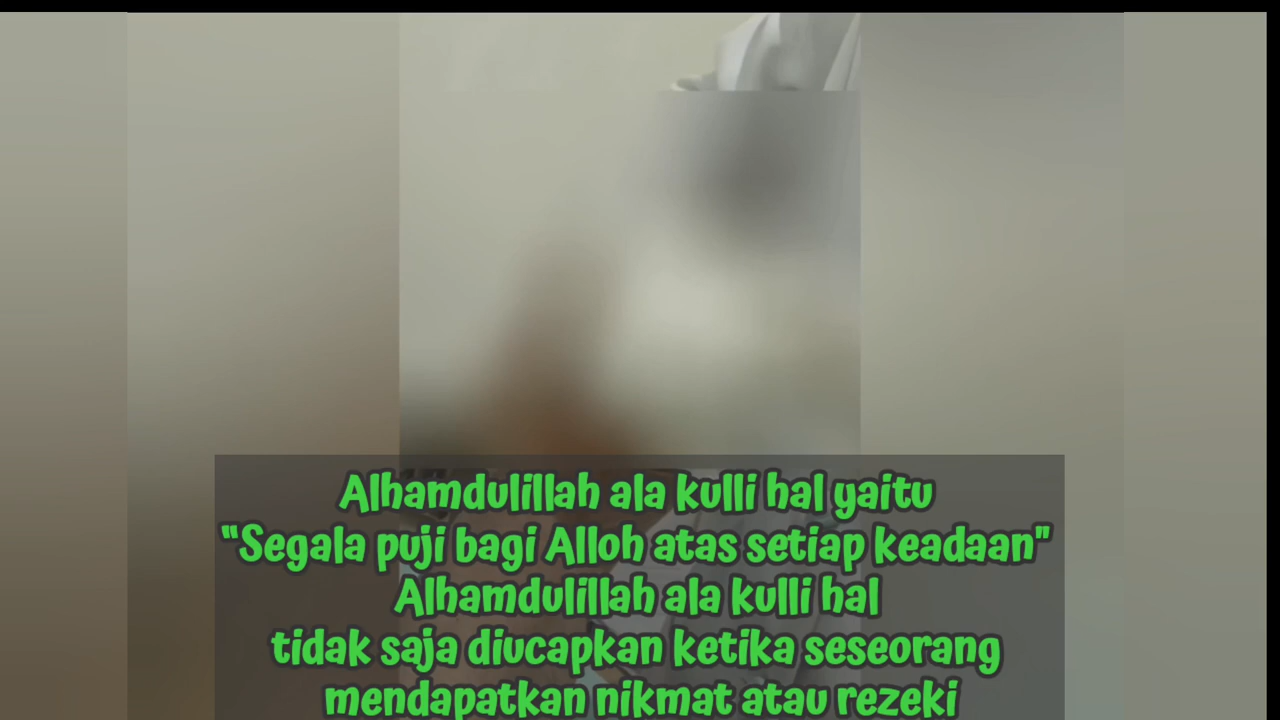 Alhamdulillah ala kulli hal yaitu
"Segala puji bagi Alloh atas setiap keadaan"
Alhamdulillah ala kulli hal
tidak saja diucapkan ketika seseorang
mendapatkan nikmat atau rezeki